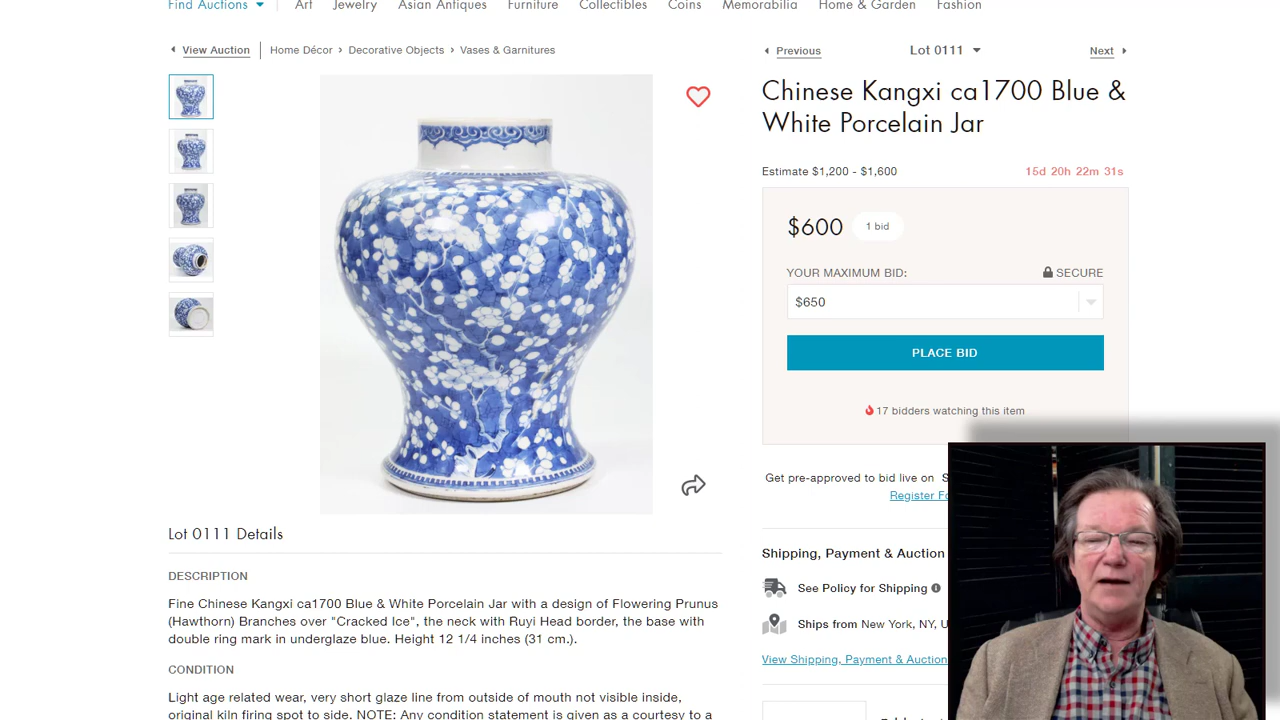 Find Auctions
Art
Jewelry
Asian Antiques
Furniture
Collectibles
Coins
Memorabilia
Home & Garden
Fashion
View Auction
Home Décor › Decorative Objects › Vases & Garnitures
Previous
Lot 0111
Next
Chinese Kangxi ca1700 Blue &
White Porcelain Jar
Estimate $1,200 - $1,600
15d 20h 22m 31s
$600
1 bid
YOUR MAXIMUM BID:
SECURE
$650
PLACE BID
17 bidders watching this item
Get pre-approved to bid live on
Register
Shipping, Payment & Auction
See Policy for Shipping
Ships from New York, NY,
View Shipping, Payment & Auction
Lot 0111 Details
DESCRIPTION
Fine Chinese Kangxi ca1700 Blue & White Porcelain Jar with a design of Flowering Prunus
(Hawthorn) Branches over "Cracked Ice", the neck with Ruyi Head border, the base with
double ring mark in underglaze blue. Height 12 1/4 inches (31 cm.).
CONDITION
Light age related wear, very short glaze line from outside of mouth not visible inside,
original kiln firing spot to side. NOTE: Any condition statement is given as a courtesy to a